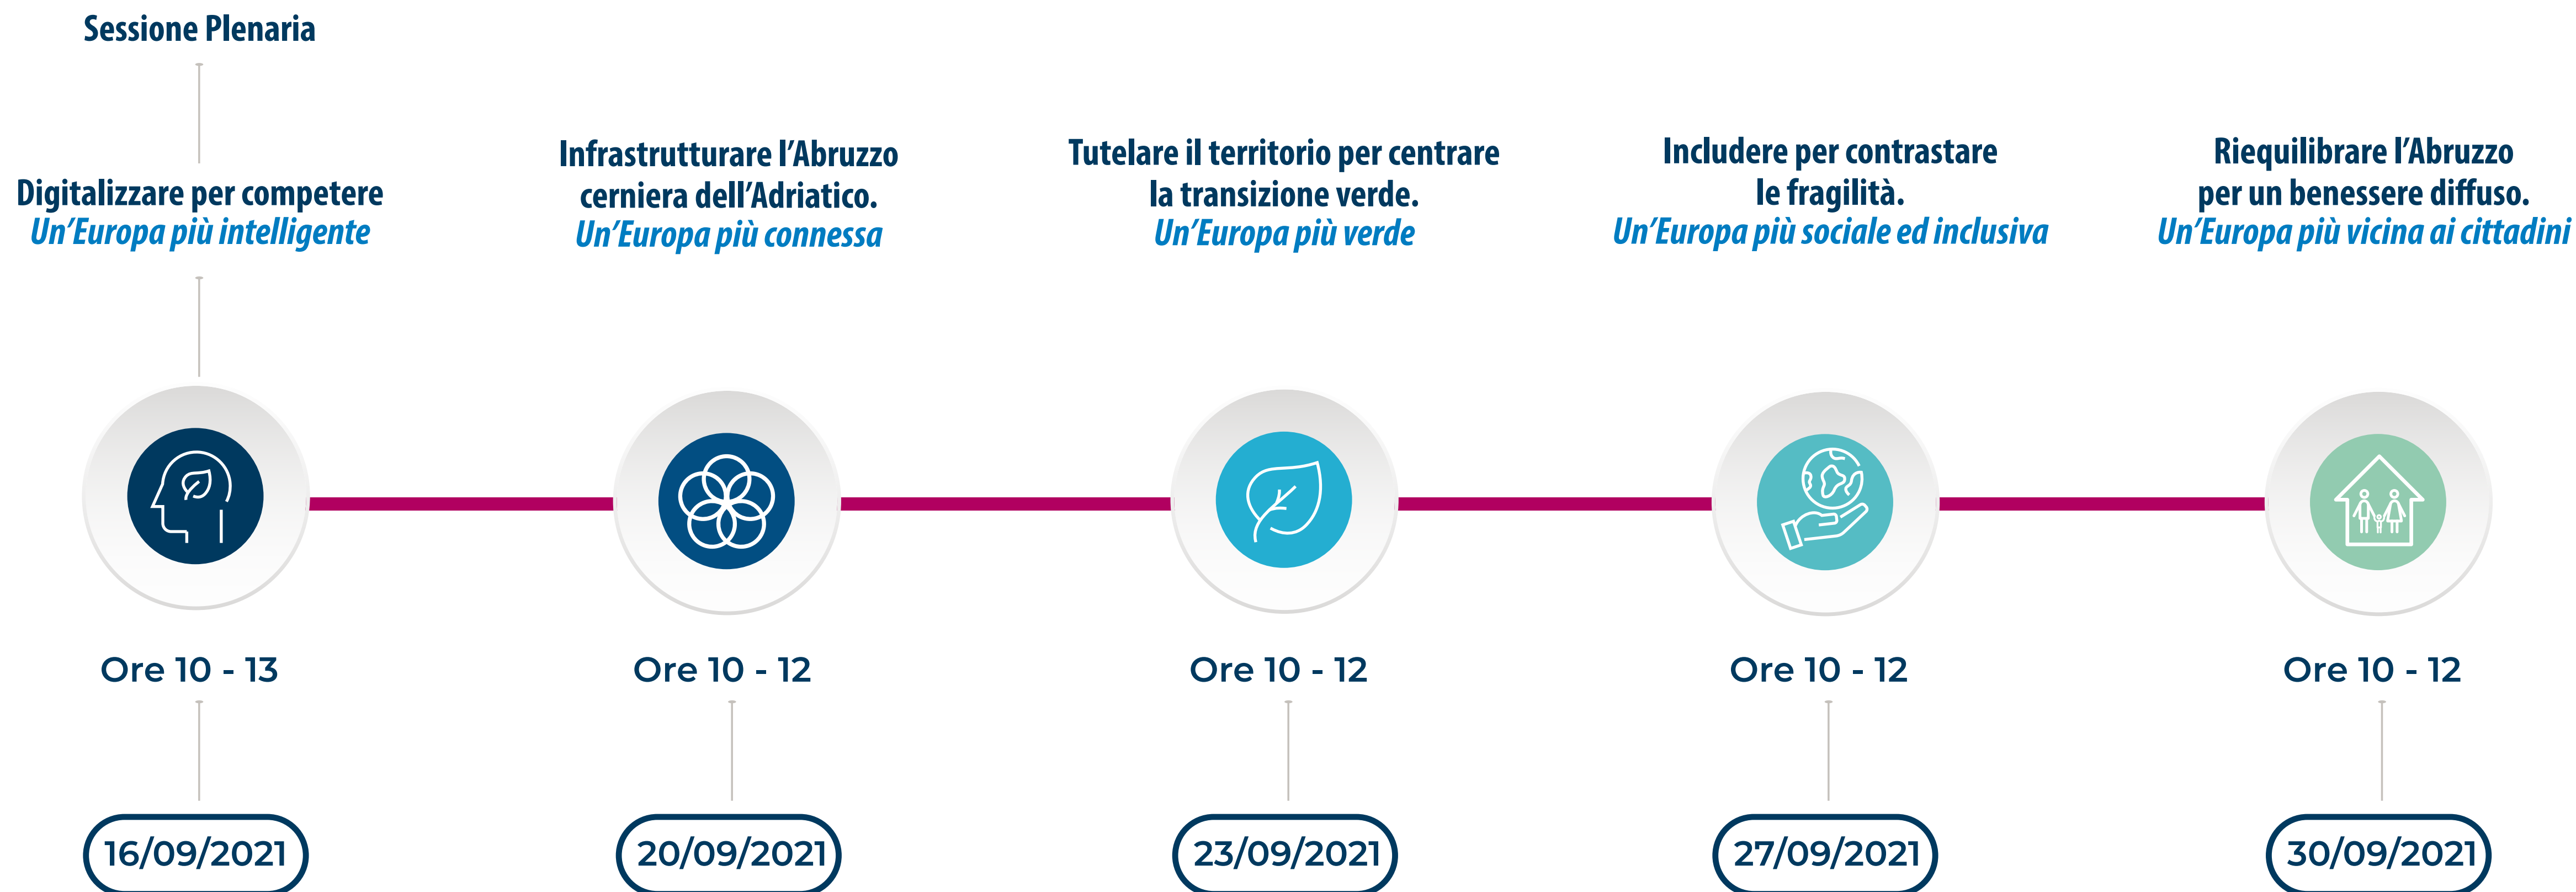 Sessione Plenaria
Digitalizzare per competere
Un'Europa più intelligente
Ore 10 - 13
16/09/2021
Infrastrutturare l'Abruzzo
cerniera dell'Adriatico.
Un'Europa più connessa
Ore 10 - 12
20/09/2021
Tutelare il territorio per centrare
la transizione verde.
Un'Europa più verde
Ore 10 - 12
23/09/2021
Includere per contrastare
le fragilità.
Un'Europa più sociale ed inclusiva
Ore 10 - 12
27/09/2021
Riequilibrare l'Abruzzo
per un benessere diffuso.
Un'Europa più vicina ai cittadini
Ore 10 - 12
30/09/2021